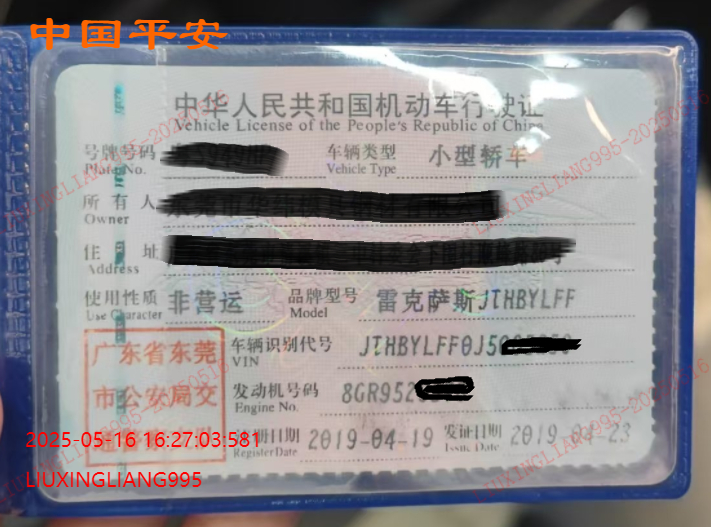 中国平安
中华人民共和国机动车行驶证
Vehicle License of the People's Republic of China
号牌号码 车辆类型 小型轿车
Plate No. Vehicle Type
所有人
Owner
住址
Address
使用性质 非营运 品牌型号 雷克萨斯JTHBYLFF
Use Character Model
广东省东莞 车辆识别代号 JTHBYLFF0J5
VIN
市公安局交 发动机号码 8GR952
Engine No.
2025-05-16 16:27:03:581
注册日期 2019-04-19 发证日期 2019-04-23
Register Date Issue Date
LIUXINGLIANG995
LIUXINGLIANG995-20250516